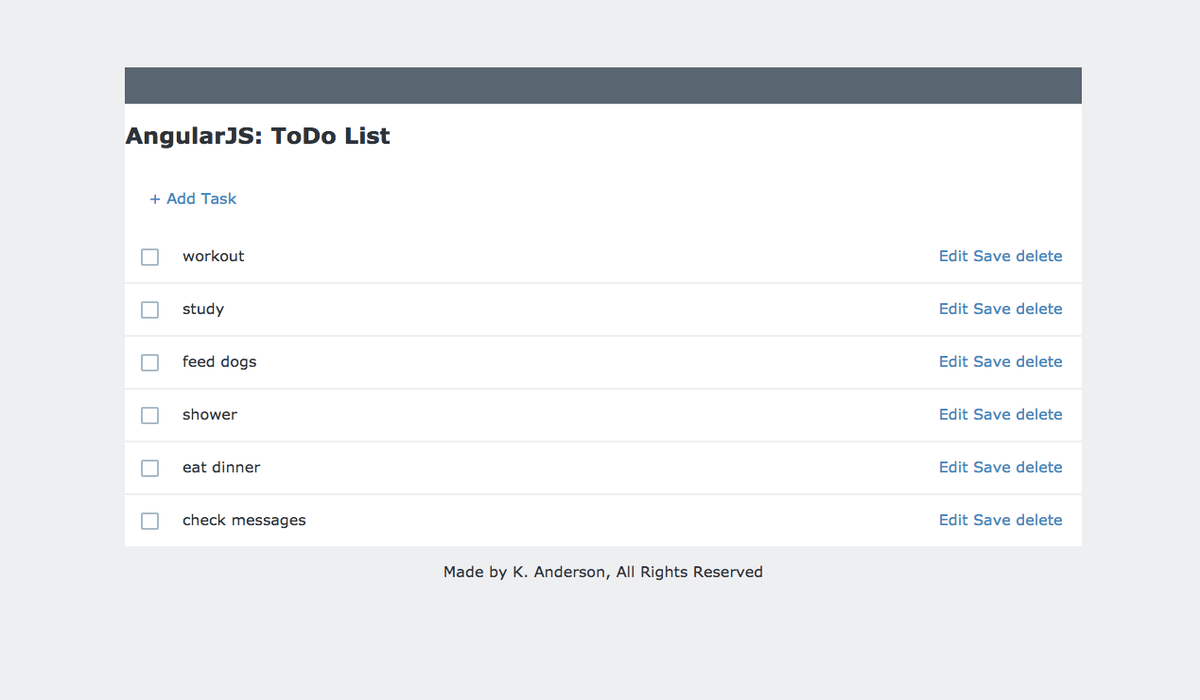 AngularJS: ToDo List
+ Add Task
workout Edit Save delete
study Edit Save delete
feed dogs Edit Save delete
shower Edit Save delete
eat dinner Edit Save delete
check messages Edit Save delete
Made by K. Anderson, All Rights Reserved